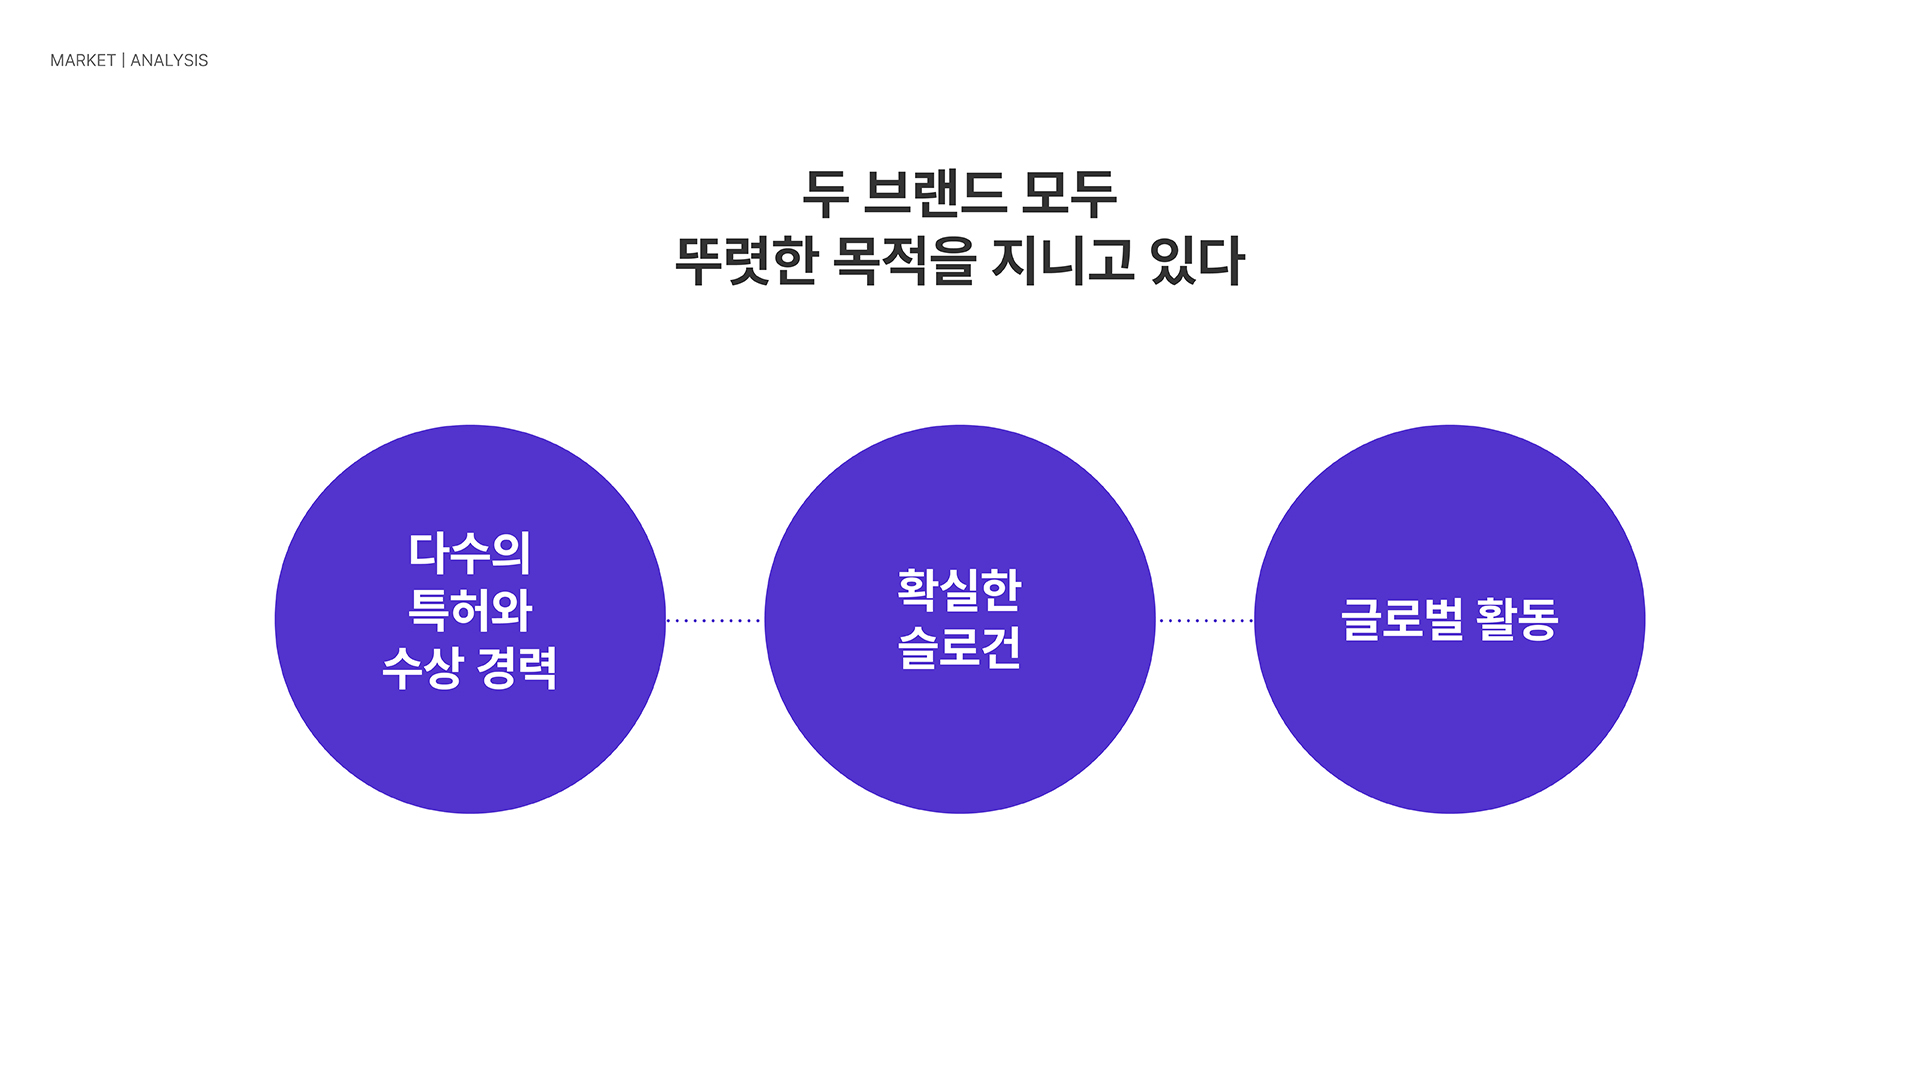 MARKET | ANALYSIS
두 브랜드 모두
뚜렷한 목적을 지니고 있다
다수의
특허와
수상 경력
확실한
슬로건
글로벌 활동